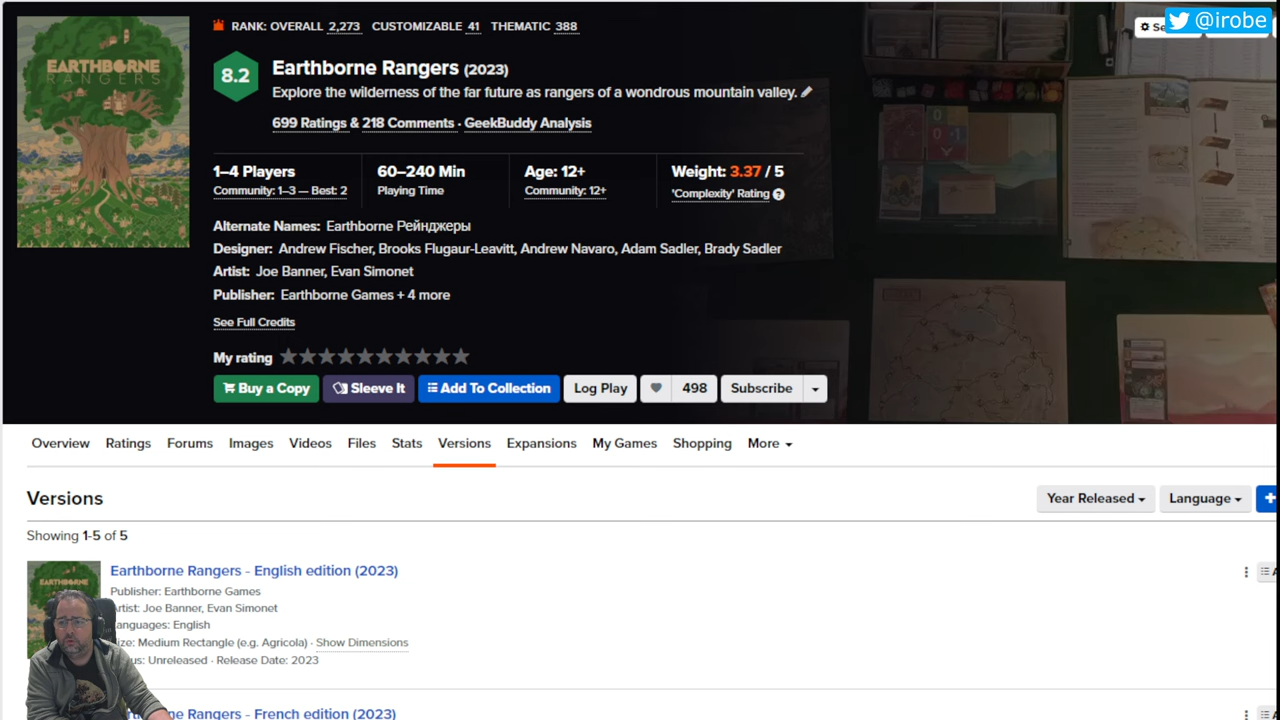 @irobe
RANK: OVERALL 2,273 CUSTOMIZABLE 41 THEMATIC 388
EARTHBORNE
RANGERS
8.2
Earthborne Rangers (2023)
Explore the wilderness of the far future as rangers of a wondrous mountain valley.
699 Ratings & 218 Comments · GeekBuddy Analysis
1–4 Players
Community: 1–3 — Best: 2
60–240 Min
Playing Time
Age: 12+
Community: 12+
Weight: 3.37 / 5
'Complexity' Rating ?
Alternate Names: Earthborne Рейнджеры
Designer: Andrew Fischer, Brooks Flugaur-Leavitt, Andrew Navaro, Adam Sadler, Brady Sadler
Artist: Joe Banner, Evan Simonet
Publisher: Earthborne Games + 4 more
See Full Credits
My rating
Buy a Copy Sleeve It Add To Collection Log Play 498 Subscribe
Overview Ratings Forums Images Videos Files Stats Versions Expansions My Games Shopping More
Versions
Year Released Language +
Showing 1-5 of 5
EARTHBORNE
Earthborne Rangers - English edition (2023)
Publisher: Earthborne Games
Artist: Joe Banner, Evan Simonet
anguages: English
ize: Medium Rectangle (e.g. Agricola) · Show Dimensions
us: Unreleased · Release Date: 2023
ne Rangers - French edition (2023)